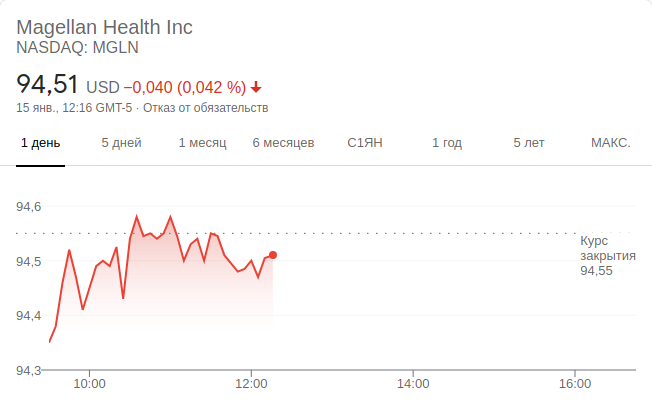 Magellan Health Inc
NASDAQ: MGLN
94,51 USD −0,040 (0,042 %)
15 янв., 12:16 GMT-5 · Отказ от обязательств
1 день 5 дней 1 месяц 6 месяцев С1ЯН 1 год 5 лет МАКС.
94,6
Курс
94,5 закрытия
94,55
94,4
94,3
10:00 12:00 14:00 16:00